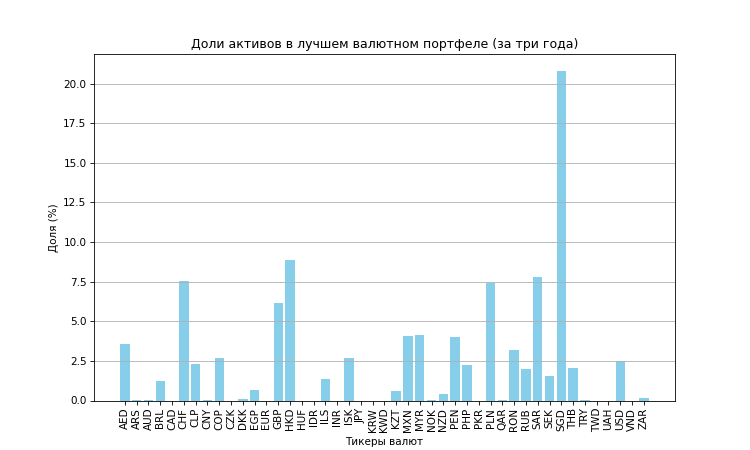 Доли активов в лучшем валютном портфеле (за три года)
Доля (%)
20.0
17.5
15.0
12.5
10.0
7.5
5.0
2.5
0.0
AED
ARS
AUD
BRL
CAD
CHF
CLP
CNY
COP
CZK
DKK
EGP
EUR
GBP
HKD
HUF
IDR
ILS
INR
ISK
JPY
KRW
KWD
KZT
MXN
MYR
NOK
NZD
PEN
PHP
PKR
PLN
QAR
RON
RUB
SAR
SEK
SGD
THB
TRY
TWD
UAH
USD
VND
ZAR
Тикеры валют